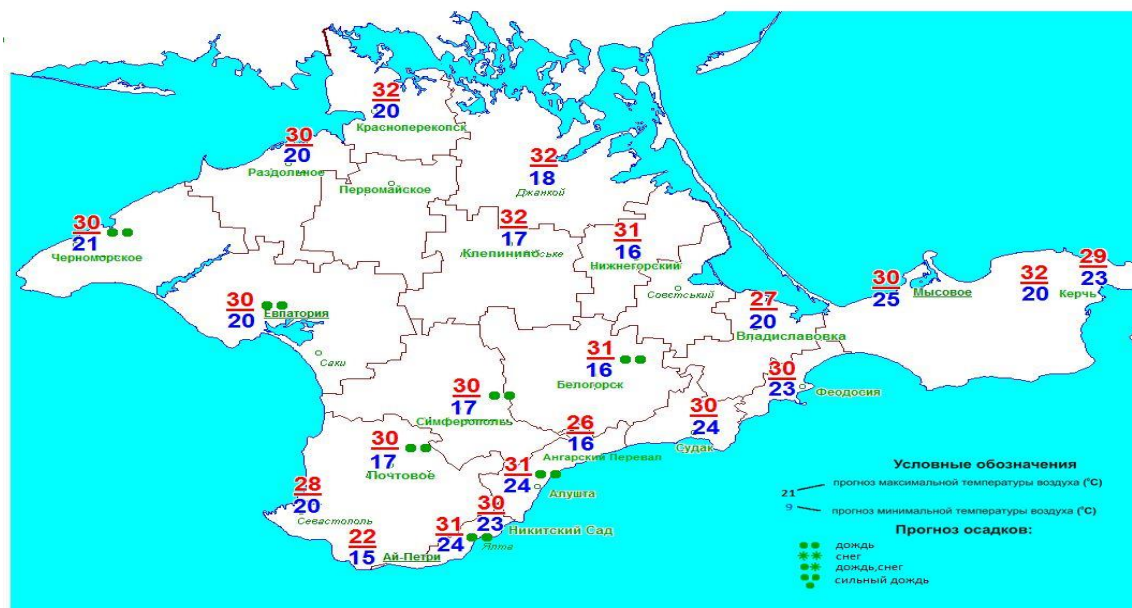 32
20
Красноперекопск
30
20
Раздольное
Первомайское
32
18
Джанкой
30
21
Черноморское
32
17
Клепинино
31
16
Нижнегорский
Советський
30
25
Мысовое
32
20
29
23
Керчь
30
20
Евпатория
27
20
Владиславовка
Саки
31
16
Белогорск
30
23
Феодосия
30
17
Симферополь
30
24
Судак
26
16
Ангарский Перевал
30
17
Почтовое
31
24
Алушта
28
20
Севастополь
30
23
Никитский Сад
31
24
Ялта
22
15
Ай-Петри
Условные обозначения
21 прогноз максимальной температуры воздуха (°C)
9 прогноз минимальной температуры воздуха (°C)
Прогноз осадков:
дождь
снег
дождь,снег
сильный дождь